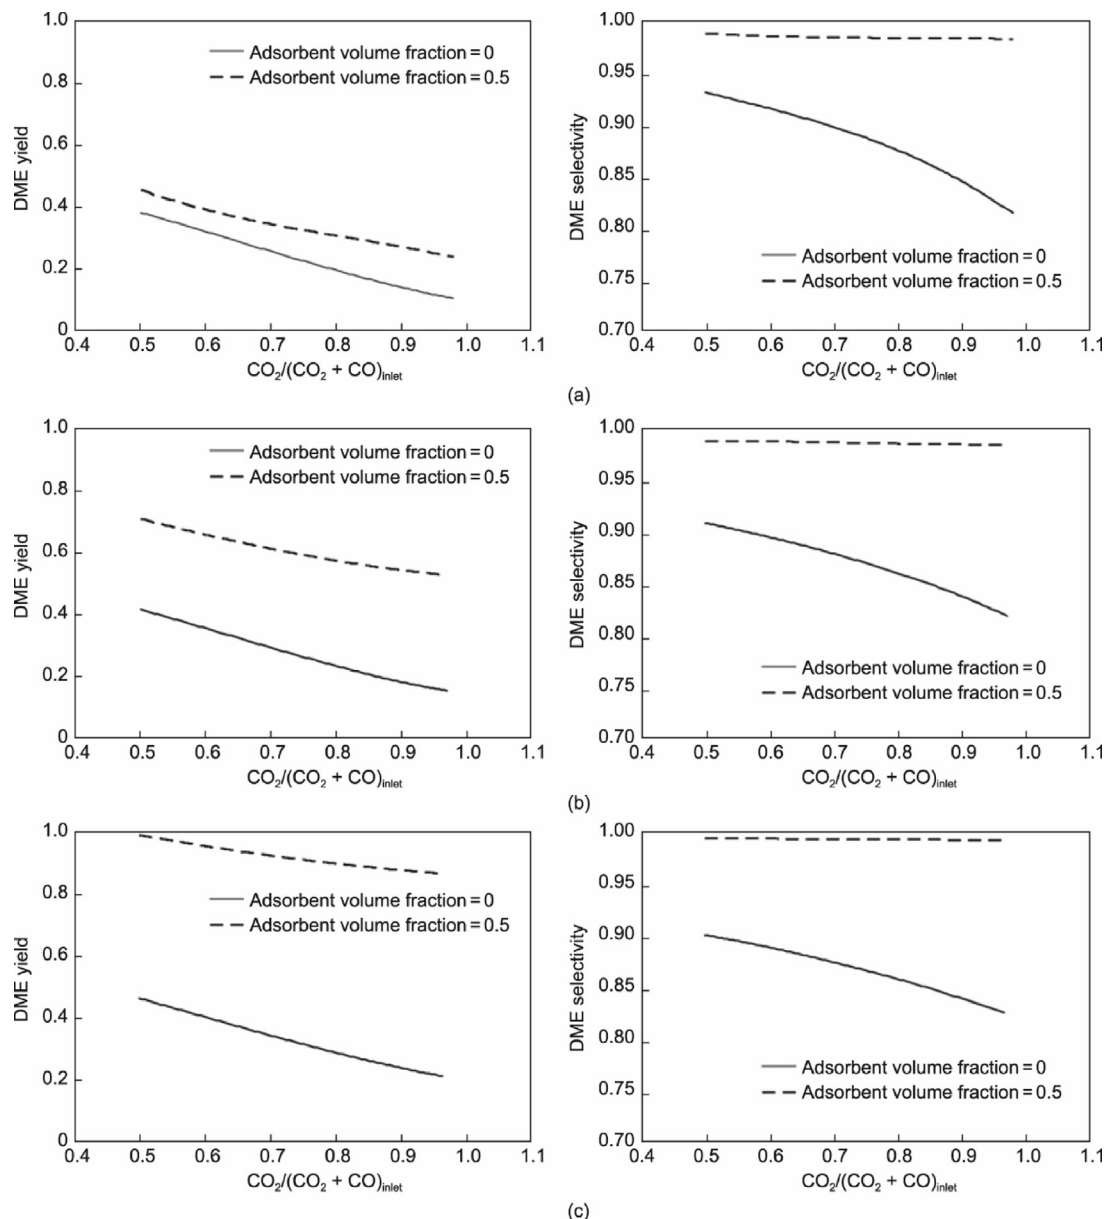 1.0
0.8
0.6
0.4
0.2
0
DME yield
Adsorbent volume fraction = 0
Adsorbent volume fraction = 0.5
0.4 0.5 0.6 0.7 0.8 0.9 1.0 1.1
CO₂/(CO₂ + CO)inlet
1.00
0.95
0.90
0.85
0.80
0.75
0.70
DME selectivity
Adsorbent volume fraction = 0
Adsorbent volume fraction = 0.5
0.4 0.5 0.6 0.7 0.8 0.9 1.0 1.1
CO₂/(CO₂ + CO)inlet
(a)
1.0
0.8
0.6
0.4
0.2
0
DME yield
Adsorbent volume fraction = 0
Adsorbent volume fraction = 0.5
0.4 0.5 0.6 0.7 0.8 0.9 1.0 1.1
CO₂/(CO₂ + CO)inlet
1.00
0.95
0.90
0.85
0.80
0.75
0.70
DME selectivity
Adsorbent volume fraction = 0
Adsorbent volume fraction = 0.5
0.4 0.5 0.6 0.7 0.8 0.9 1.0 1.1
CO₂/(CO₂ + CO)inlet
(b)
1.0
0.8
0.6
0.4
0.2
0
DME yield
Adsorbent volume fraction = 0
Adsorbent volume fraction = 0.5
0.4 0.5 0.6 0.7 0.8 0.9 1.0 1.1
CO₂/(CO₂ + CO)inlet
1.00
0.95
0.90
0.85
0.80
0.75
0.70
DME selectivity
Adsorbent volume fraction = 0
Adsorbent volume fraction = 0.5
0.4 0.5 0.6 0.7 0.8 0.9 1.0 1.1
CO₂/(CO₂ + CO)inlet
(c)